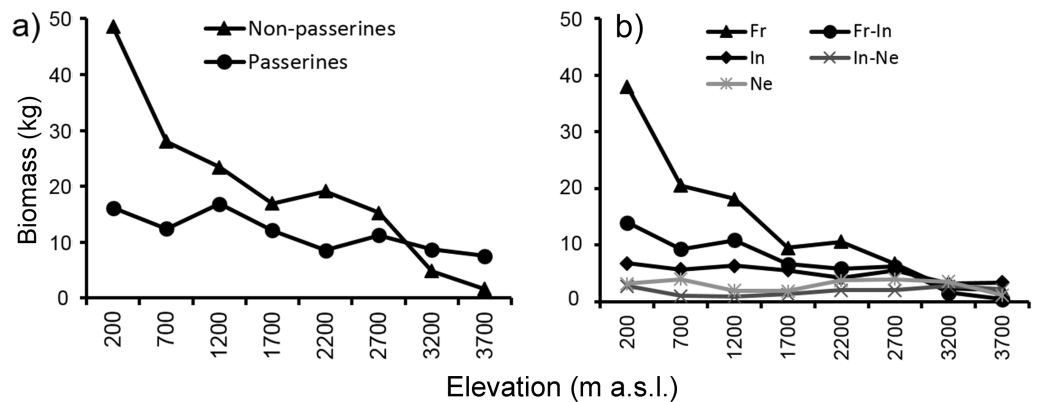 a)
Non-passerines
Passerines
50
40
30
20
10
0
Biomass (kg)
200 700 1200 1700 2200 2700 3200 3700
b)
Fr Fr-In
In In-Ne
Ne
50
40
30
20
10
0
200 700 1200 1700 2200 2700 3200 3700
Elevation (m a.s.l.)